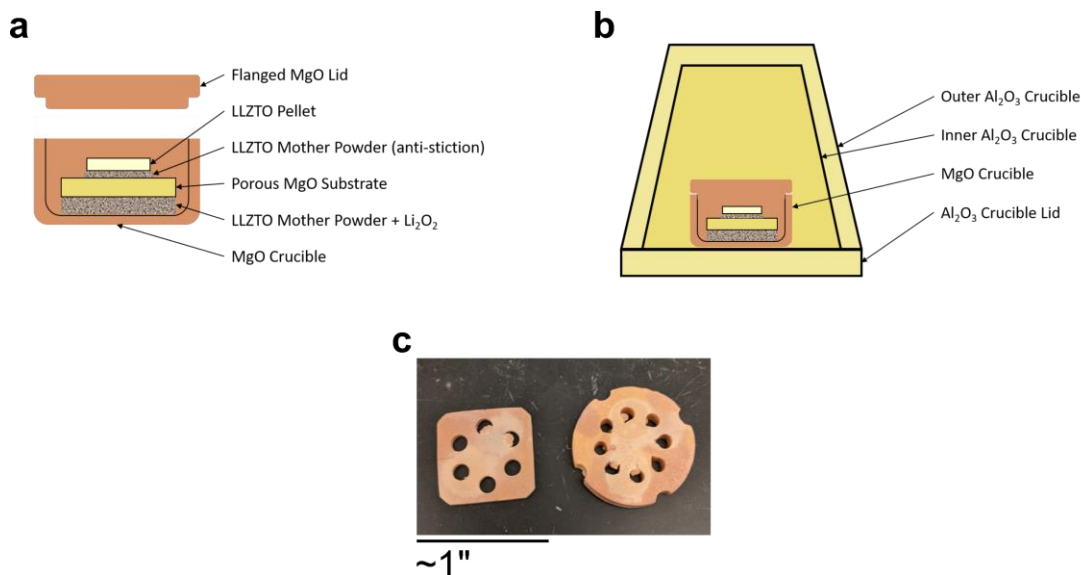 a
Flanged MgO Lid
LLZTO Pellet
LLZTO Mother Powder (anti-stiction)
Porous MgO Substrate
LLZTO Mother Powder + Li₂O₂
MgO Crucible
b
Outer Al₂O₃ Crucible
Inner Al₂O₃ Crucible
MgO Crucible
Al₂O₃ Crucible Lid
c
~1"